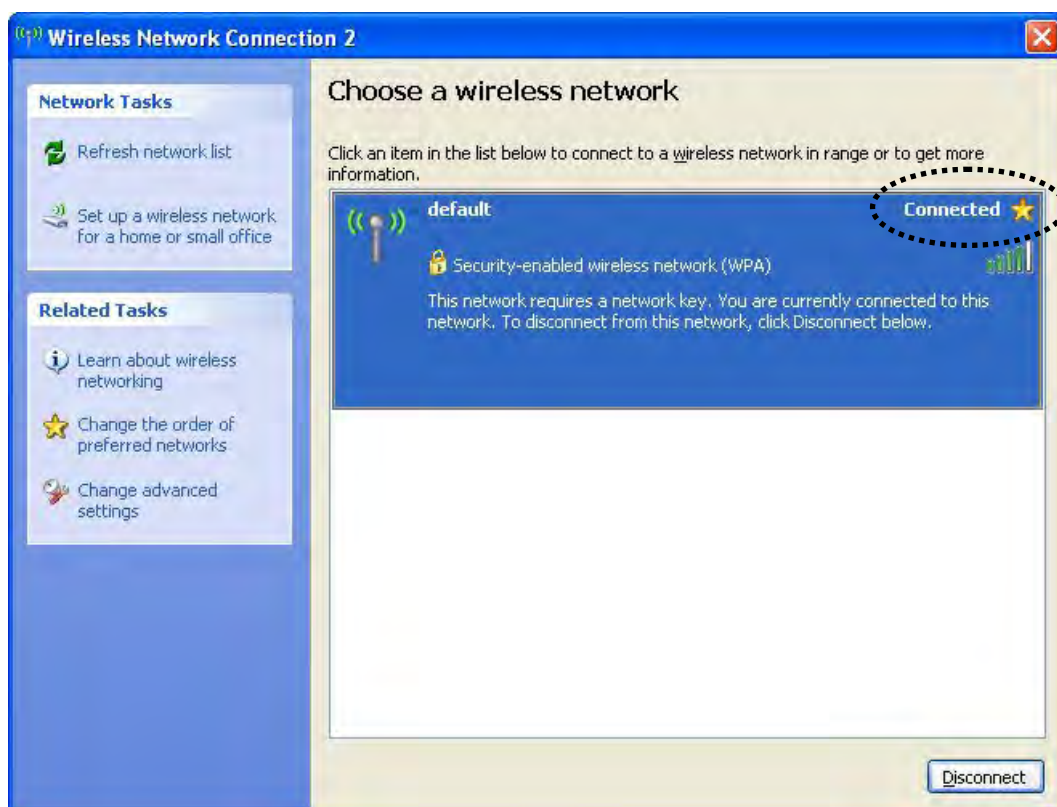 Wireless Network Connection 2
Network Tasks
Refresh network list
Set up a wireless network
for a home or small office
Related Tasks
Learn about wireless
networking
Change the order of
preferred networks
Change advanced
settings
Choose a wireless network
Click an item in the list below to connect to a wireless network in range or to get more
information.
default
Connected
Security-enabled wireless network (WPA)
This network requires a network key. You are currently connected to this
network. To disconnect from this network, click Disconnect below.
Disconnect